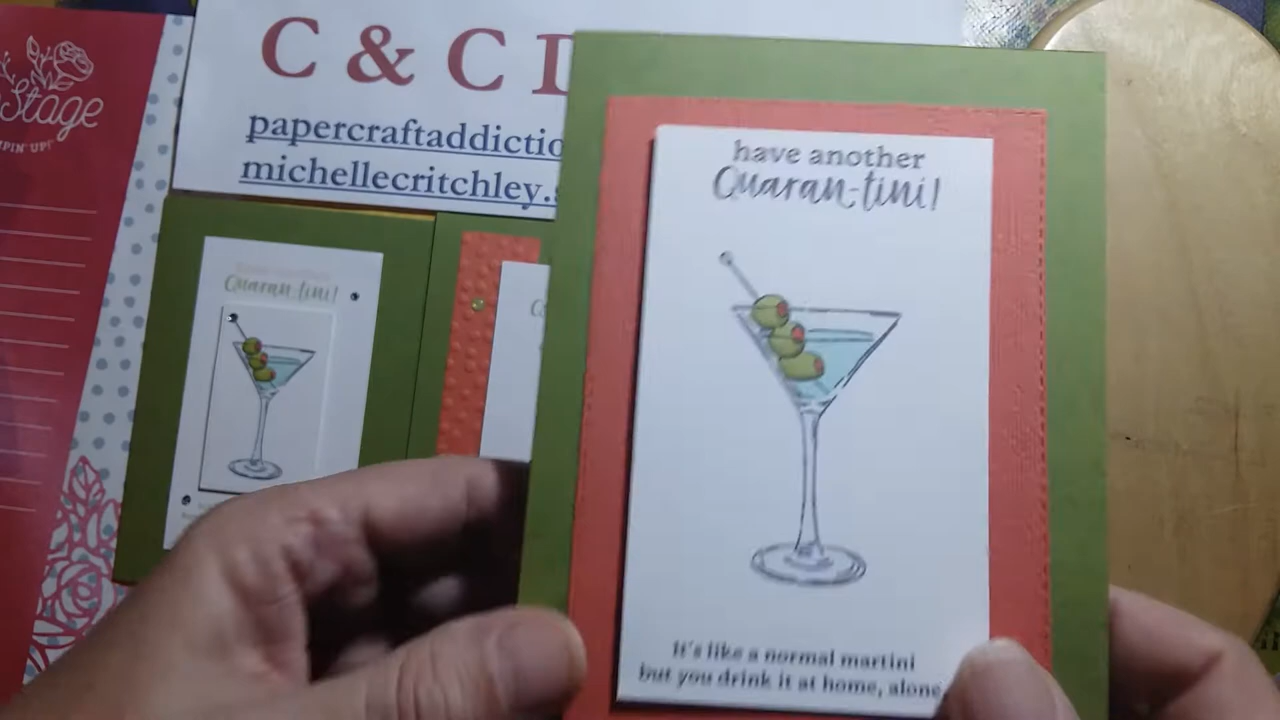 Stage
C & C D
papercraftaddictio
michellecritchley.
Quaran-tini!
have another
Quaran-tini!
It's like a normal martini
but you drink it at home, alone